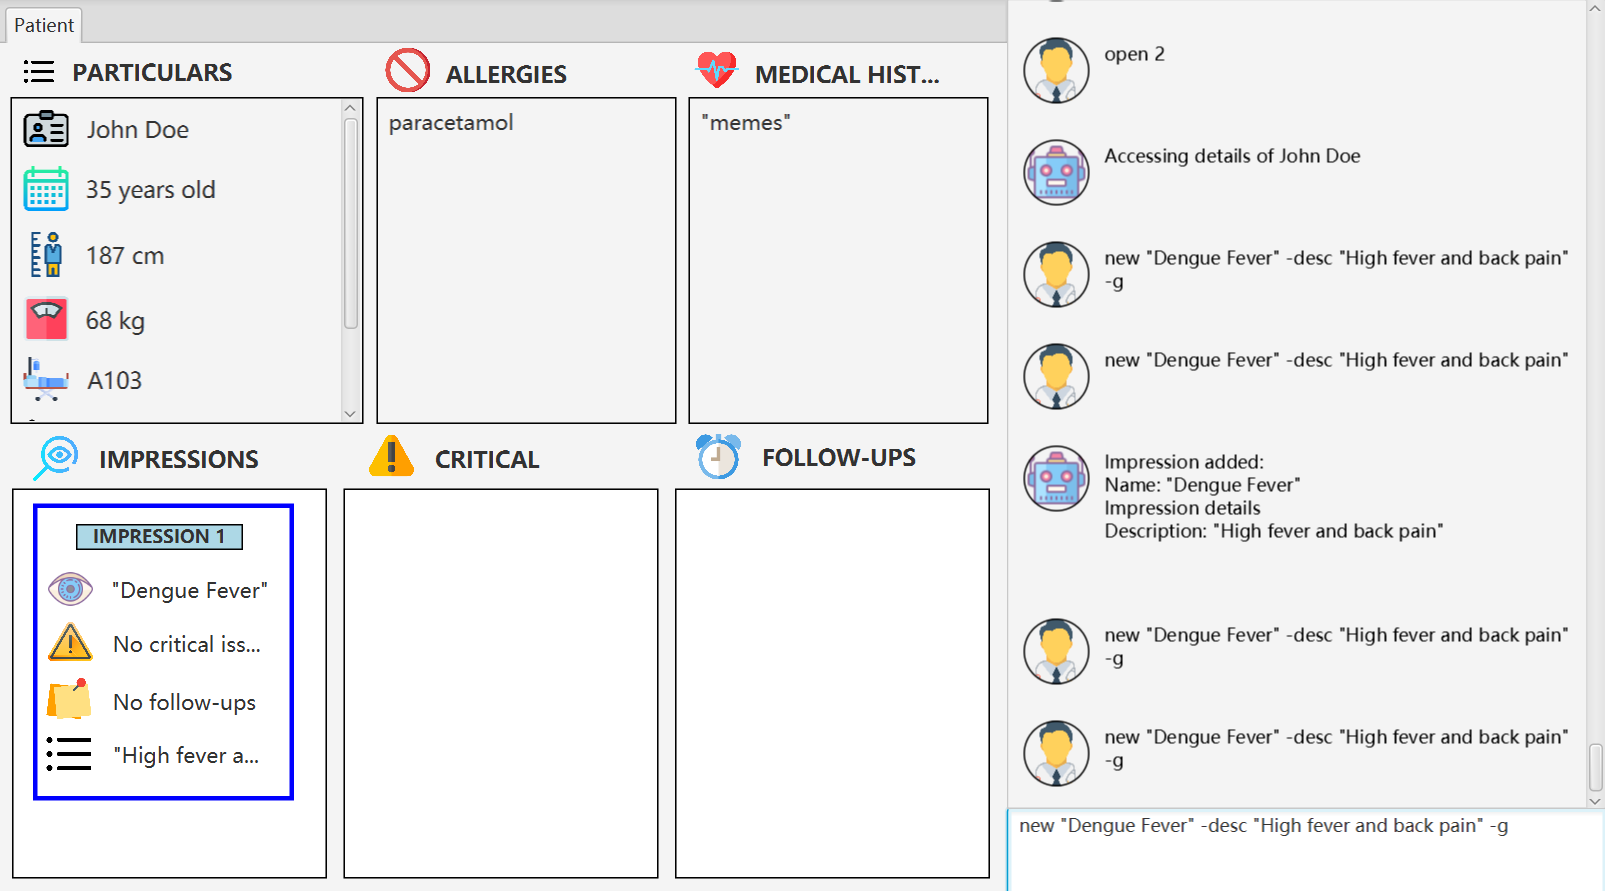 Patient
PARTICULARS
John Doe
35 years old
187 cm
68 kg
A103
ALLERGIES
paracetamol
MEDICAL HIST...
"memes"
IMPRESSIONS
IMPRESSION 1
"Dengue Fever"
No critical iss...
No follow-ups
"High fever a...
CRITICAL
FOLLOW-UPS
open 2
Accessing details of John Doe
new "Dengue Fever" -desc "High fever and back pain"
-g
new "Dengue Fever" -desc "High fever and back pain"
Impression added:
Name: "Dengue Fever"
Impression details
Description: "High fever and back pain"
new "Dengue Fever" -desc "High fever and back pain"
-g
new "Dengue Fever" -desc "High fever and back pain"
-g
new "Dengue Fever" -desc "High fever and back pain" -g